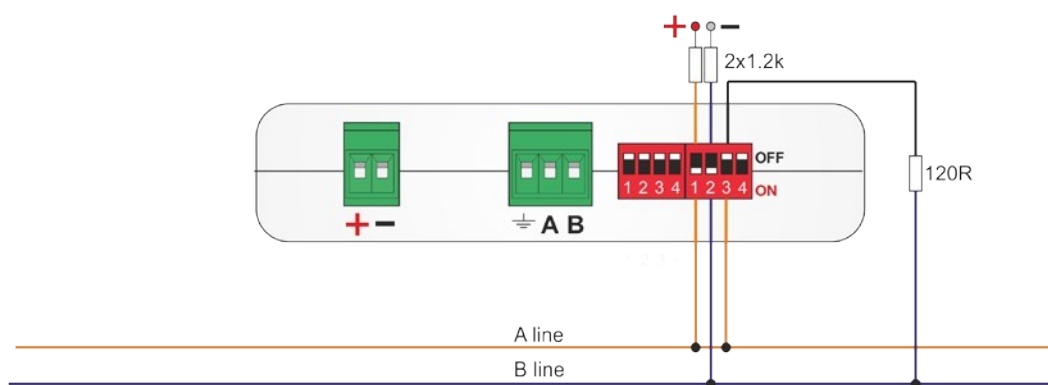 + −
2x1.2k
OFF
1 2 3 4 1 2 3 4
ON
120R
+ −
A B
A line
B line